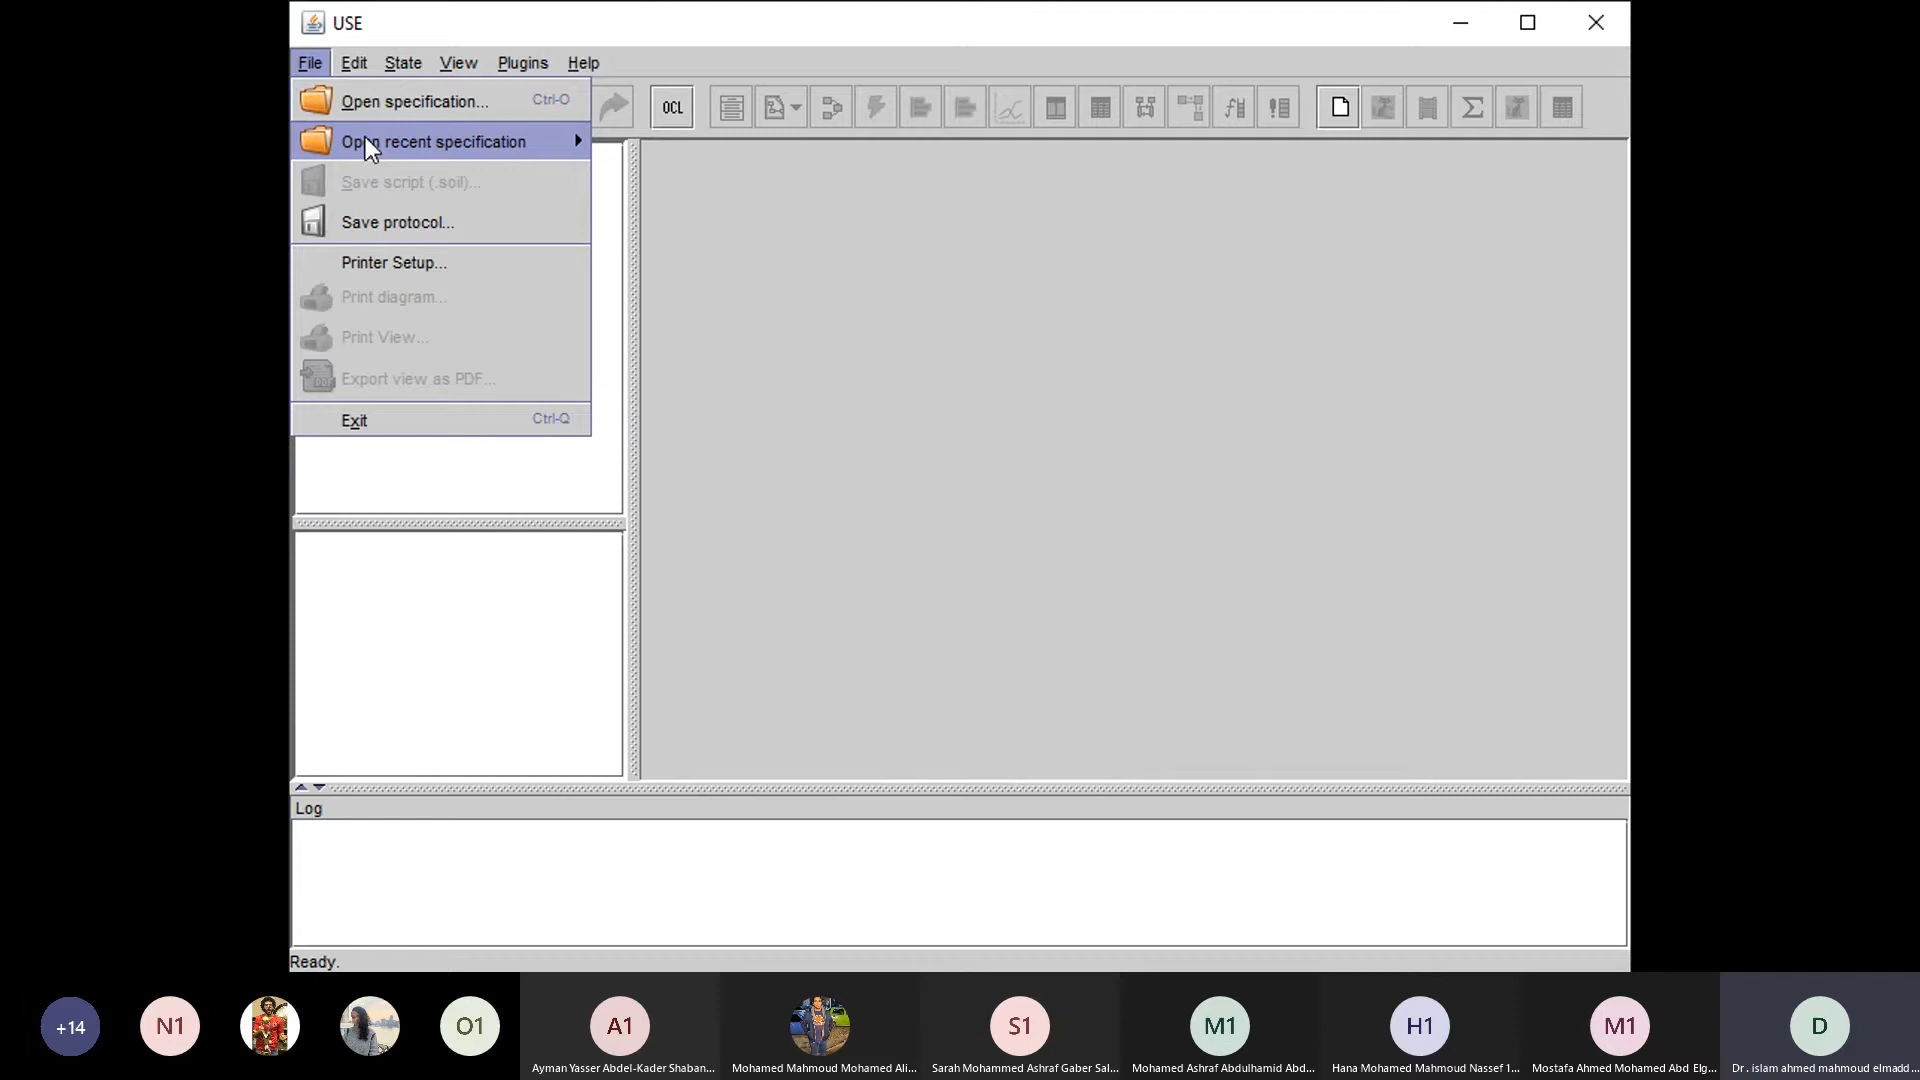 USE
File Edit State View Plugins Help
Open specification... Ctrl-O
OCL
Open recent specification
Save script (.soil)...
Save protocol...
Printer Setup...
Print diagram...
Print View...
Export view as PDF...
Exit Ctrl-Q
Log
Ready.
+14
N1
O1
A1
S1
M1
H1
M1
D
Ayman Yasser Abdel-Kader Shaban...
Mohamed Mahmoud Mohamed Ali...
Sarah Mohammed Ashraf Gaber Sal...
Mohamed Ashraf Abdulhamid Abd...
Hana Mohamed Mahmoud Nassef 1...
Mostafa Ahmed Mohamed Abd Elg...
Dr. islam ahmed mahmoud elmadd...